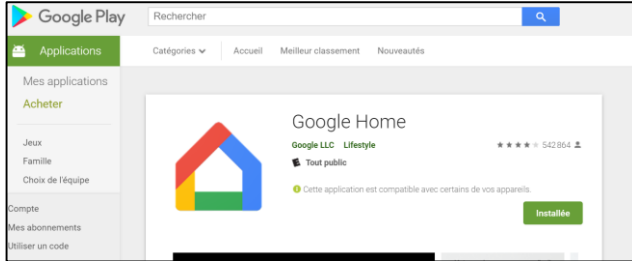 Google Play
Rechercher
Applications
Catégories
Accueil
Meilleur classement
Nouveautés
Mes applications
Acheter
Jeux
Famille
Choix de l'équipe
Compte
Mes abonnements
Utiliser un code
Google Home
Google LLC Lifestyle
542 864
Tout public
Cette application est compatible avec certains de vos appareils.
Installée